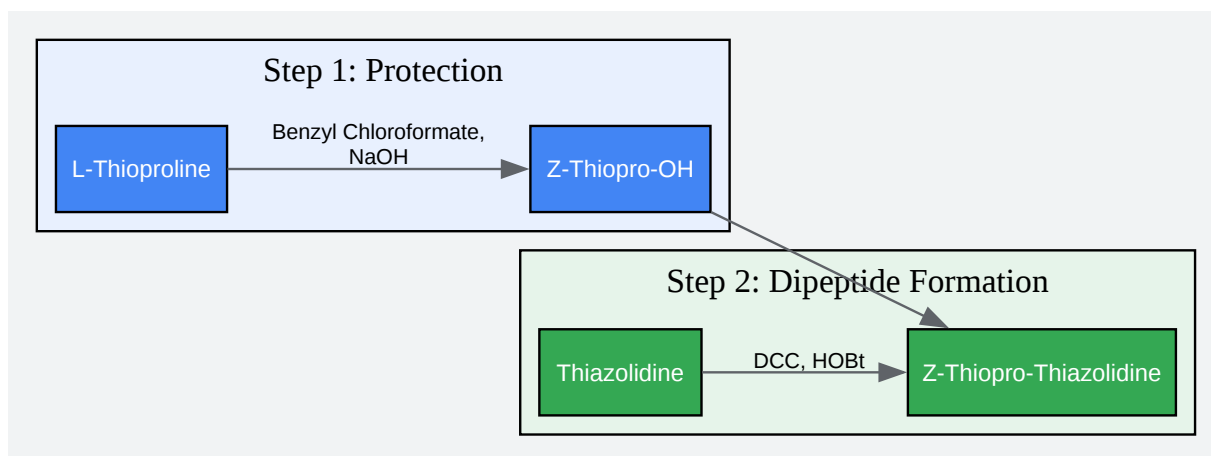 Step 1: Protection
L-Thioproline
Benzyl Chloroformate,
NaOH
Z-Thiopro-OH
Step 2: Dipeptide Formation
Thiazolidine
DCC, HOBt
Z-Thiopro-Thiazolidine